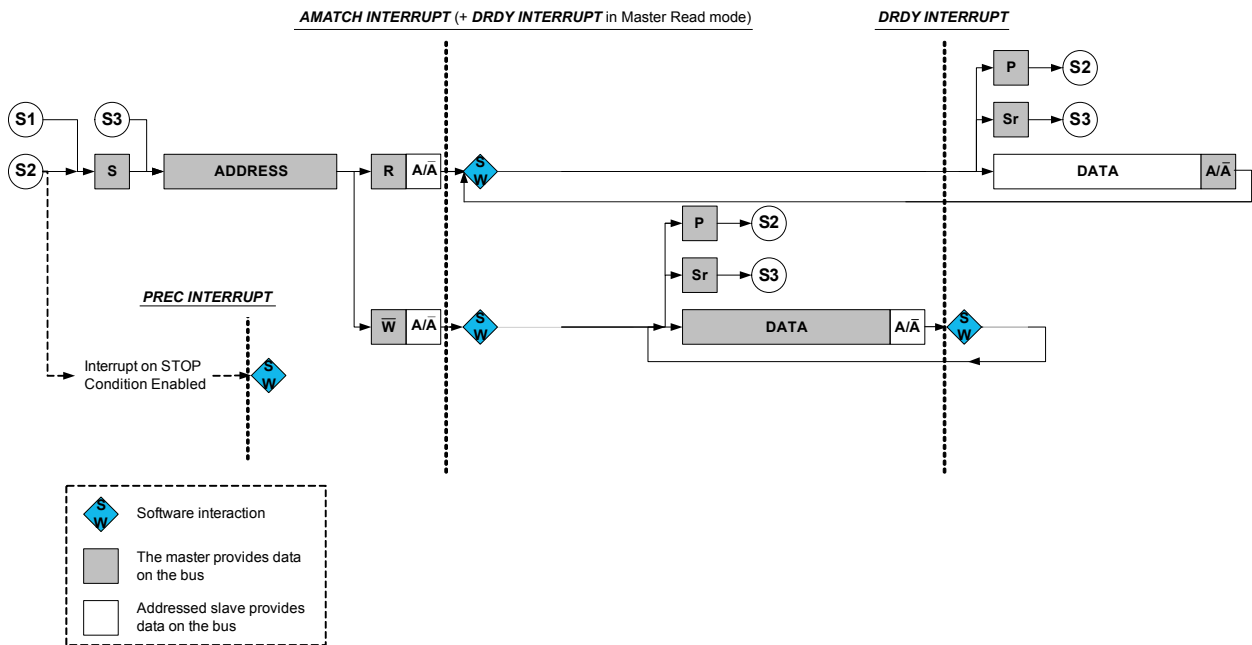 AMATCH INTERRUPT (+ DRDY INTERRUPT in Master Read mode)
DRDY INTERRUPT
P
S2
S1
S3
Sr
S3
S2
S
ADDRESS
R
A/A̅
S
W
DATA
A/A̅
P
S2
Sr
S3
PREC INTERRUPT
W̅
A/A̅
S
W
DATA
A/A̅
S
W
Interrupt on STOP
Condition Enabled
S
W
S
W
Software interaction
The master provides data
on the bus
Addressed slave provides
data on the bus